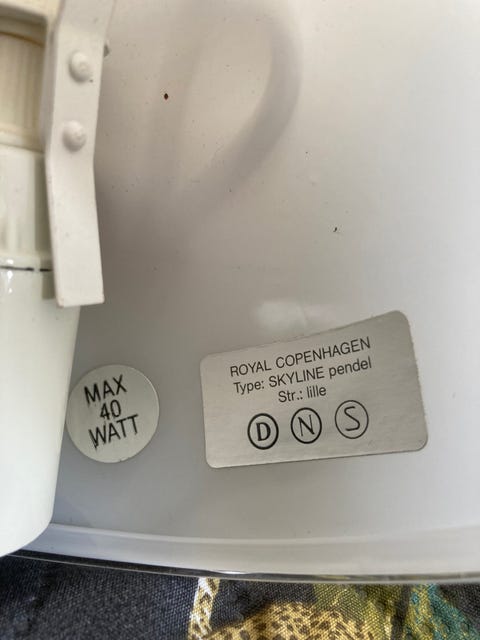 MAX
40
WATT
ROYAL COPENHAGEN
Type: SKYLINE pendel
Str.: lille
D N S